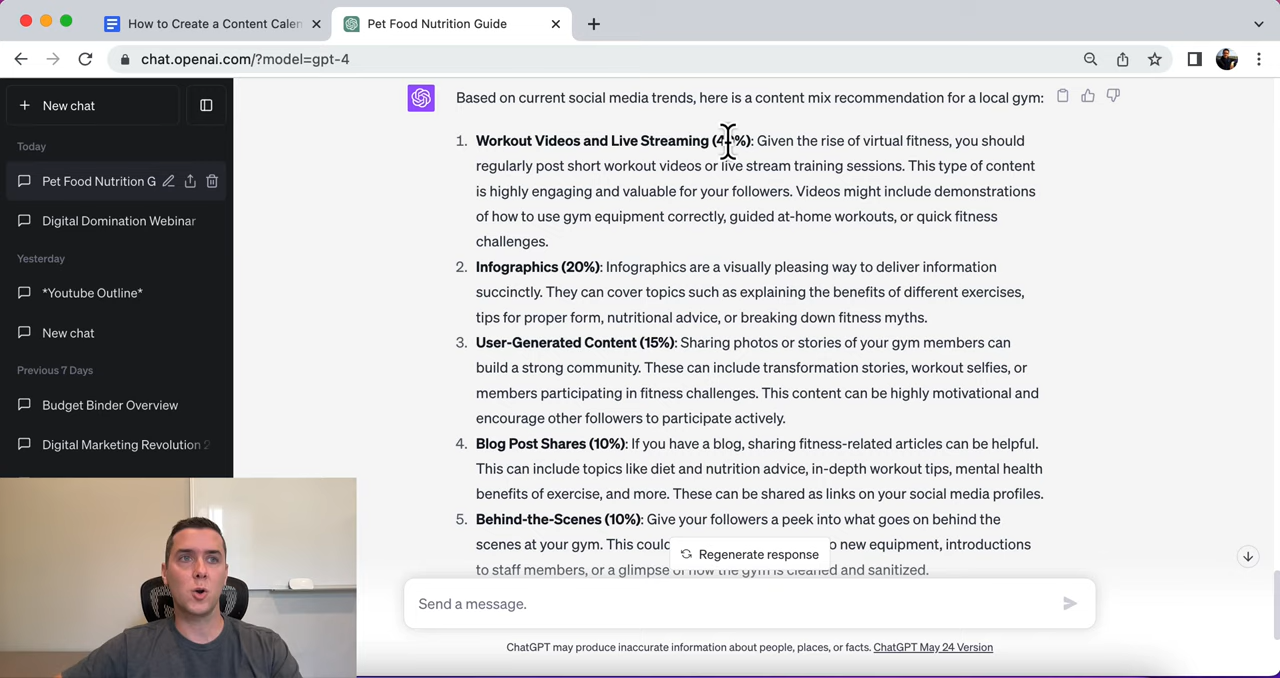 How to Create a Content Calen
Pet Food Nutrition Guide
chat.openai.com/?model=gpt-4
New chat
Today
Pet Food Nutrition G
Digital Domination Webinar
Yesterday
*Youtube Outline*
New chat
Previous 7 Days
Budget Binder Overview
Digital Marketing Revolution 2
Based on current social media trends, here is a content mix recommendation for a local gym:
1. Workout Videos and Live Streaming : Given the rise of virtual fitness, you should
regularly post short workout videos or live stream training sessions. This type of content
is highly engaging and valuable for your followers. Videos might include demonstrations
of how to use gym equipment correctly, guided at-home workouts, or quick fitness
challenges.
2. Infographics (20%): Infographics are a visually pleasing way to deliver information
succinctly. They can cover topics such as explaining the benefits of different exercises,
tips for proper form, nutritional advice, or breaking down fitness myths.
3. User-Generated Content (15%): Sharing photos or stories of your gym members can
build a strong community. These can include transformation stories, workout selfies, or
members participating in fitness challenges. This content can be highly motivational and
encourage other followers to participate actively.
4. Blog Post Shares (10%): If you have a blog, sharing fitness-related articles can be helpful.
This can include topics like diet and nutrition advice, in-depth workout tips, mental health
benefits of exercise, and more. These can be shared as links on your social media profiles.
5. Behind-the-Scenes (10%): Give your followers a peek into what goes on behind the
scenes at your gym. This could new equipment, introductions
to staff members, or a glimpse of how the gym is cleaned and sanitized.
Regenerate response
Send a message.
ChatGPT may produce inaccurate information about people, places, or facts. ChatGPT May 24 Version